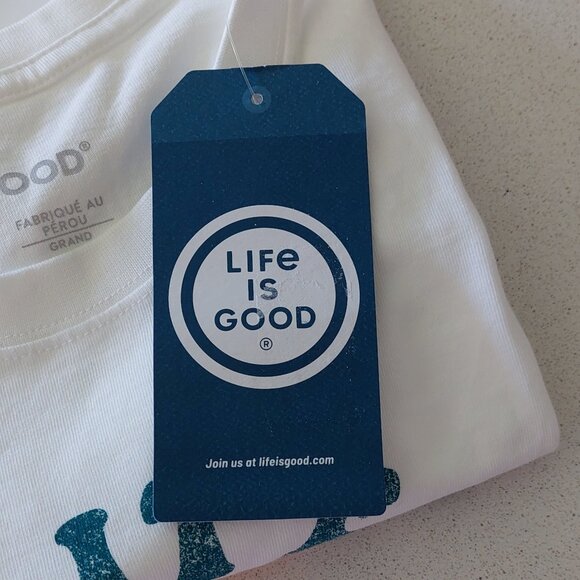 OOD®
FABRIQUÉ AU
PÉROU
GRAND
LIFe
IS
GOOD
®
Join us at lifeisgood.com